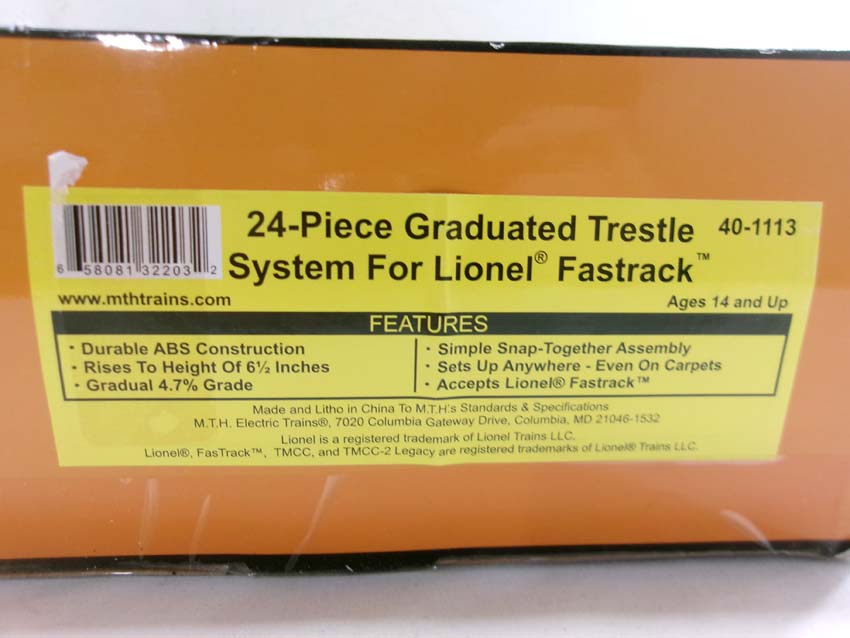 24-Piece Graduated Trestle 40-1113
System For Lionel® Fastrack™
6 58081 32203 2
www.mthtrains.com
Ages 14 and Up
FEATURES
• Durable ABS Construction
• Rises To Height Of 6½ Inches
• Gradual 4.7% Grade
• Simple Snap-Together Assembly
• Sets Up Anywhere - Even On Carpets
• Accepts Lionel® Fastrack™
Made and Litho in China To M.T.H.'s Standards & Specifications
M.T.H. Electric Trains®, 7020 Columbia Gateway Drive, Columbia, MD 21046-1532
Lionel is a registered trademark of Lionel Trains LLC.
Lionel®, FasTrack™, TMCC, and TMCC-2 Legacy are registered trademarks of Lionel® Trains LLC.